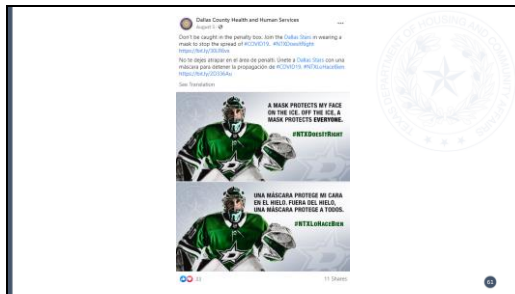 Dallas County Health and Human Services
August 5
Don't be caught in the penalty box: Join the Dallas Stars in wearing a
mask to stop the spread of #COVID19. #NTXDoesItRight
No te dejes atrapar en el área de penalti: Únete a Dallas Stars con una
máscara para detener la propagación de #COVID19. #NTXLoHaceBien
See Translation
A MASK PROTECTS MY FACE
ON THE ICE. OFF THE ICE, A
MASK PROTECTS EVERYONE.
#NTXDoesItRight
UNA MÁSCARA PROTEGE MI CARA
EN EL HIELO. FUERA DEL HIELO,
UNA MÁSCARA PROTEGE A TODOS.
#NTXLoHaceBien
11 Shares